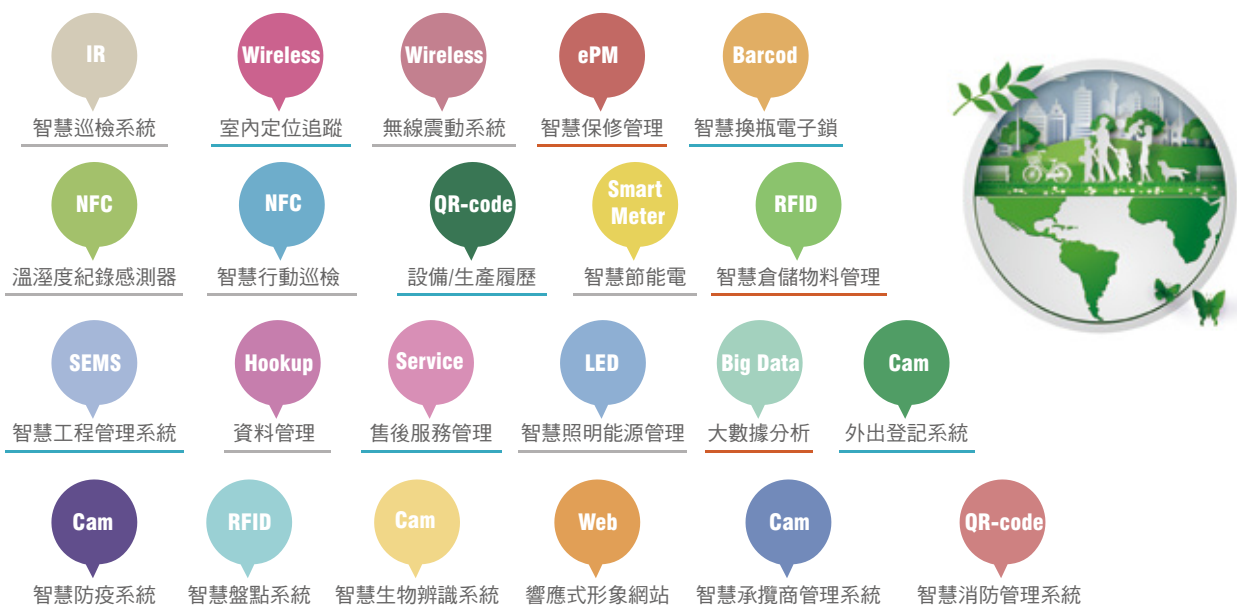 IR
Wireless
Wireless
ePM
Barcod
智慧巡檢系統
室內定位追蹤
無線震動系統
智慧保修管理
智慧換瓶電子鎖
NFC
NFC
QR-code
Smart
Meter
RFID
溫溼度紀錄感測器
智慧行動巡檢
設備/生產履歷
智慧節能電
智慧倉儲物料管理
SEMS
Hookup
Service
LED
Big Data
Cam
智慧工程管理系統
資料管理
售後服務管理
智慧照明能源管理
大數據分析
外出登記系統
Cam
RFID
Cam
Web
Cam
QR-code
智慧防疫系統
智慧盤點系統
智慧生物辨識系統
響應式形象網站
智慧承攬商管理系統
智慧消防管理系統